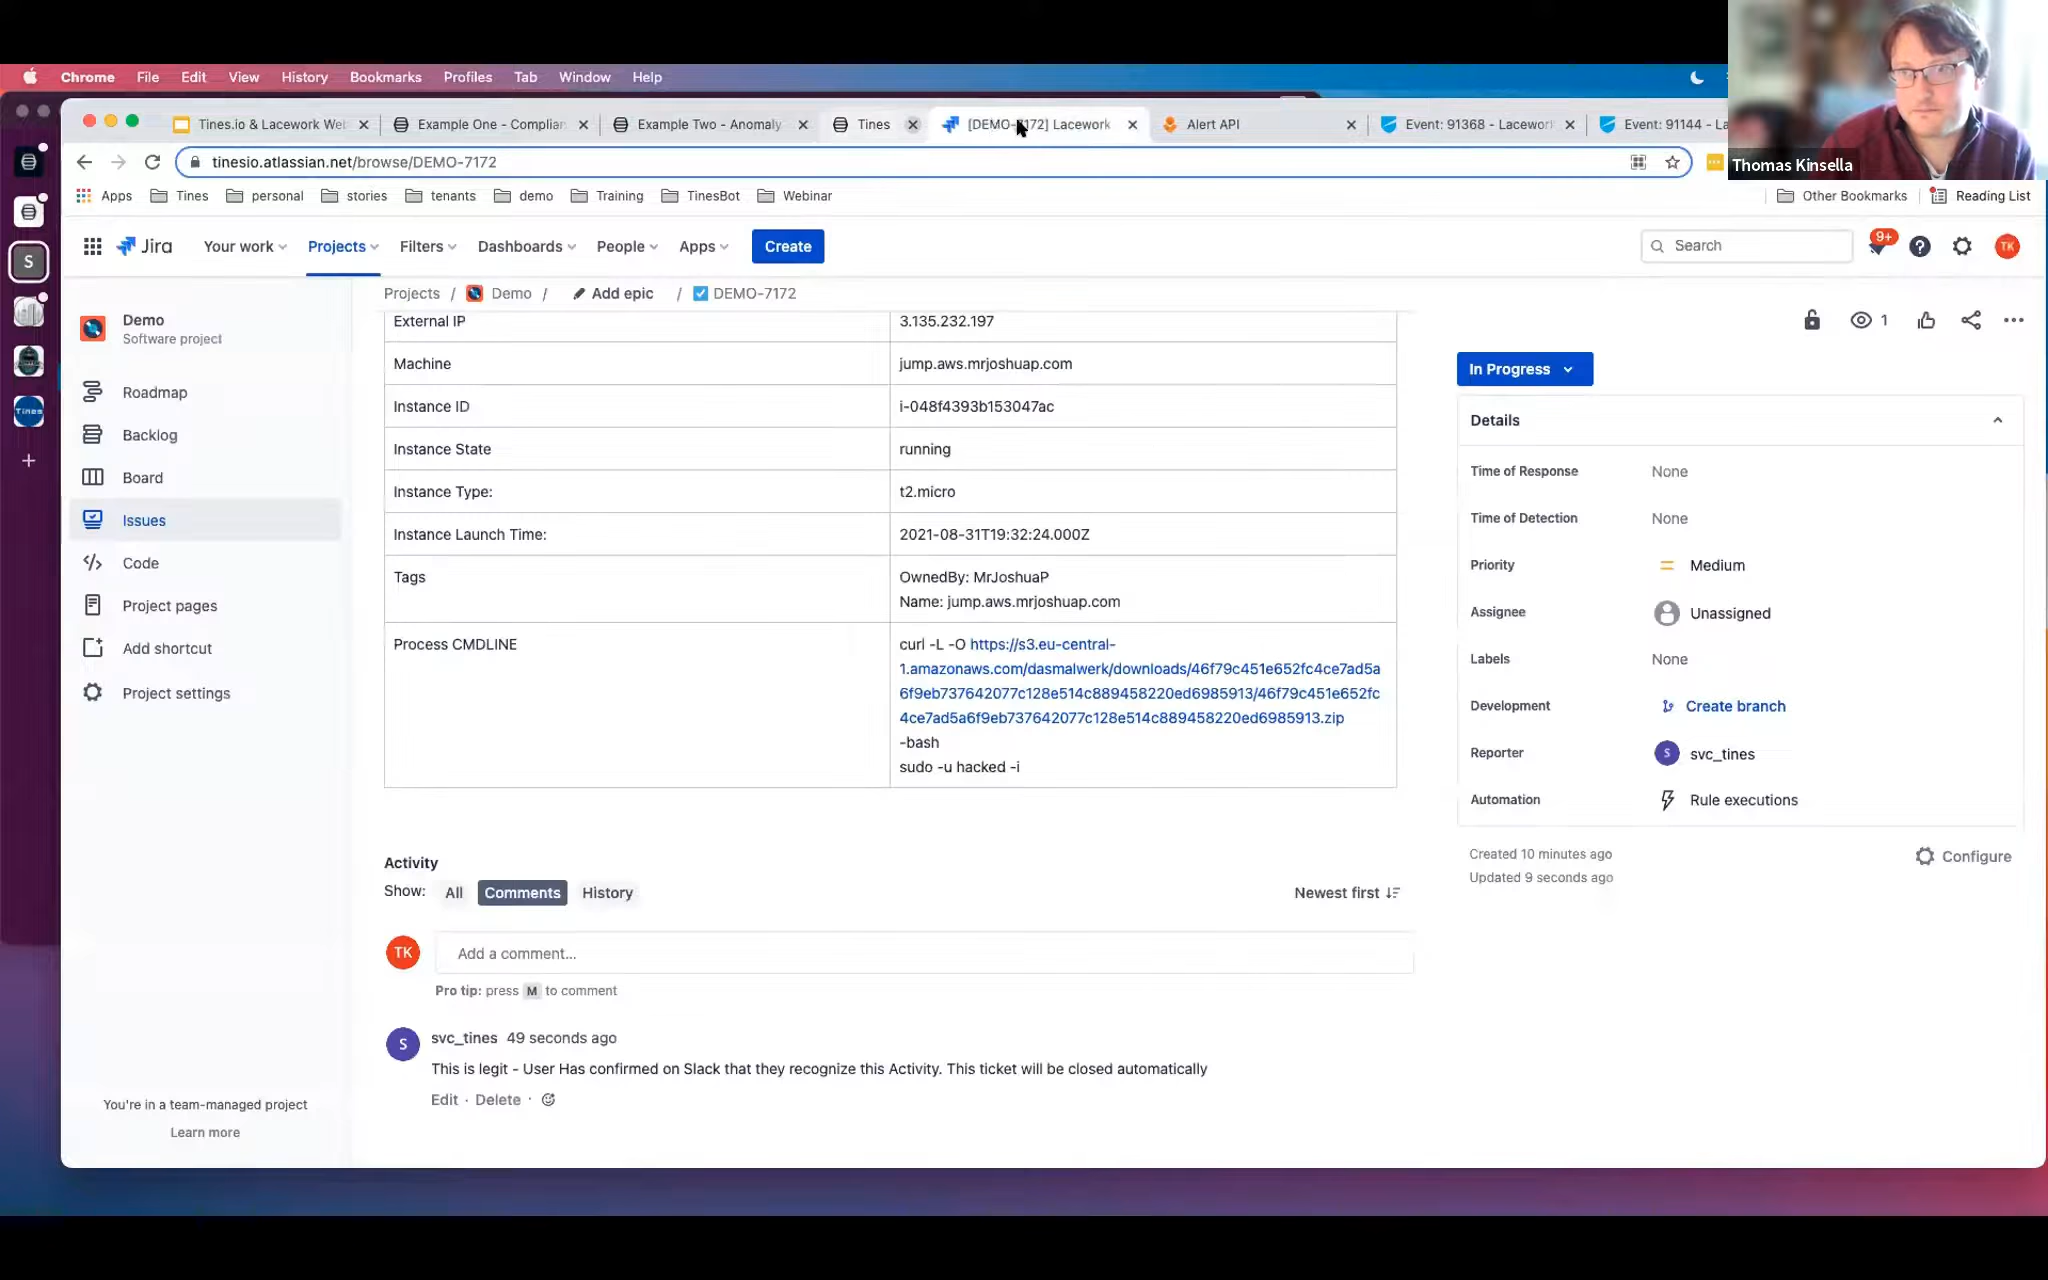 Chrome File Edit View History Bookmarks Profiles Tab Window Help
Thomas Kinsella
Tines.io & Lacework Web
Example One - Complian
Example Two - Anomaly
Tines
[DEMO-7172] Lacework
Alert API
Event: 91368 - Lacework
Event: 91144 - La
tinesio.atlassian.net/browse/DEMO-7172
Apps Tines personal stories tenants demo Training TinesBot Webinar Other Bookmarks Reading List
S
Tines
Jira Your work Projects Filters Dashboards People Apps Create Search 9+ TK
Demo
Software project
Roadmap
Backlog
Board
Issues
Code
Project pages
Add shortcut
Project settings
You're in a team-managed project
Learn more
Projects / Demo / Add epic / DEMO-7172
External IP 3.135.232.197
Machine jump.aws.mrjoshuap.com
Instance ID i-048f4393b153047ac
Instance State running
Instance Type: t2.micro
Instance Launch Time: 2021-08-31T19:32:24.000Z
Tags OwnedBy: MrJoshuaP
Name: jump.aws.mrjoshuap.com
Process CMDLINE curl -L -O https://s3.eu-central-
1.amazonaws.com/dasmalwerk/downloads/46f79c451e652fc4ce7ad5a
6f9eb737642077c128e514c889458220ed6985913/46f79c451e652fc
4ce7ad5a6f9eb737642077c128e514c889458220ed6985913.zip
-bash
sudo -u hacked -i
Activity
Show: All Comments History Newest first
TK Add a comment...
Pro tip: press M to comment
S svc_tines 49 seconds ago
This is legit - User Has confirmed on Slack that they recognize this Activity. This ticket will be closed automatically
Edit · Delete ·
1
In Progress
Details
Time of Response None
Time of Detection None
Priority Medium
Assignee Unassigned
Labels None
Development Create branch
Reporter S svc_tines
Automation Rule executions
Created 10 minutes ago Configure
Updated 9 seconds ago